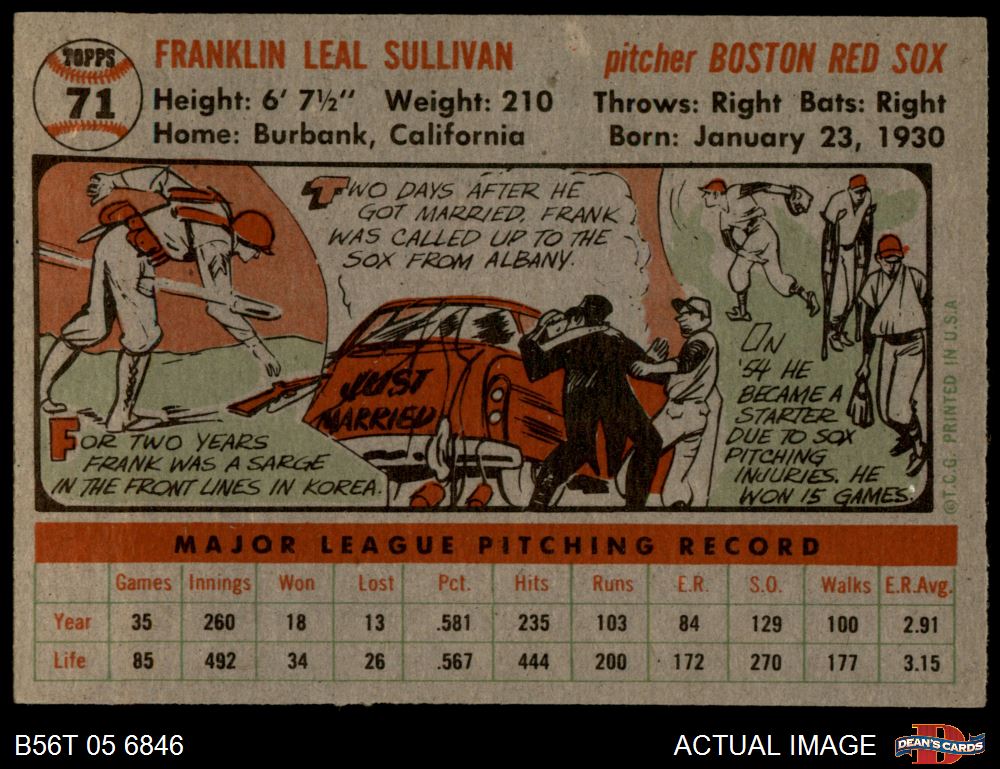 TOPPS
71
FRANKLIN LEAL SULLIVAN
pitcher BOSTON RED SOX
Height: 6' 7½" Weight: 210
Throws: Right Bats: Right
Home: Burbank, California
Born: January 23, 1930
TWO DAYS AFTER HE
GOT MARRIED, FRANK
WAS CALLED UP TO THE
SOX FROM ALBANY.
JUST
MARRIED
FOR TWO YEARS
FRANK WAS A SARGE
IN THE FRONT LINES IN KOREA.
ON
'54 HE
BECAME A
STARTER
DUE TO SOX
PITCHING
INJURIES. HE
WON 15 GAMES.
©T.C.G. PRINTED IN U.S.A
MAJOR LEAGUE PITCHING RECORD
Games Innings Won Lost Pct. Hits Runs E.R. S.O. Walks E.R.Avg.
Year 35 260 18 13 .581 235 103 84 129 100 2.91
Life 85 492 34 26 .567 444 200 172 270 177 3.15
B56T 05 6846
ACTUAL IMAGE
D
DEAN'S CARDS